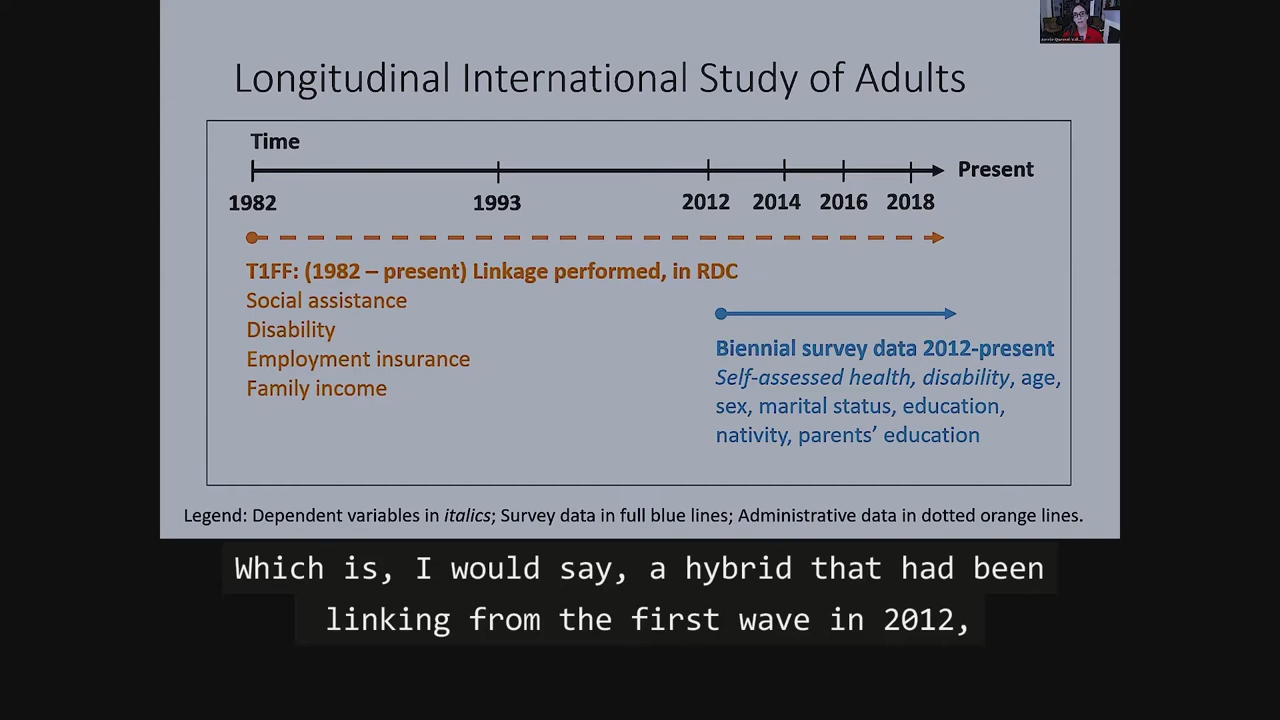 Longitudinal International Study of Adults
Time
Present
1982 1993 2012 2014 2016 2018
T1FF: (1982 – present) Linkage performed, in RDC
Social assistance
Disability
Employment insurance
Family income
Biennial survey data 2012-present
Self-assessed health, disability, age,
sex, marital status, education,
nativity, parents’ education
Legend: Dependent variables in italics; Survey data in full blue lines; Administrative data in dotted orange lines.
Which is, I would say, a hybrid that had been
linking from the first wave in 2012,